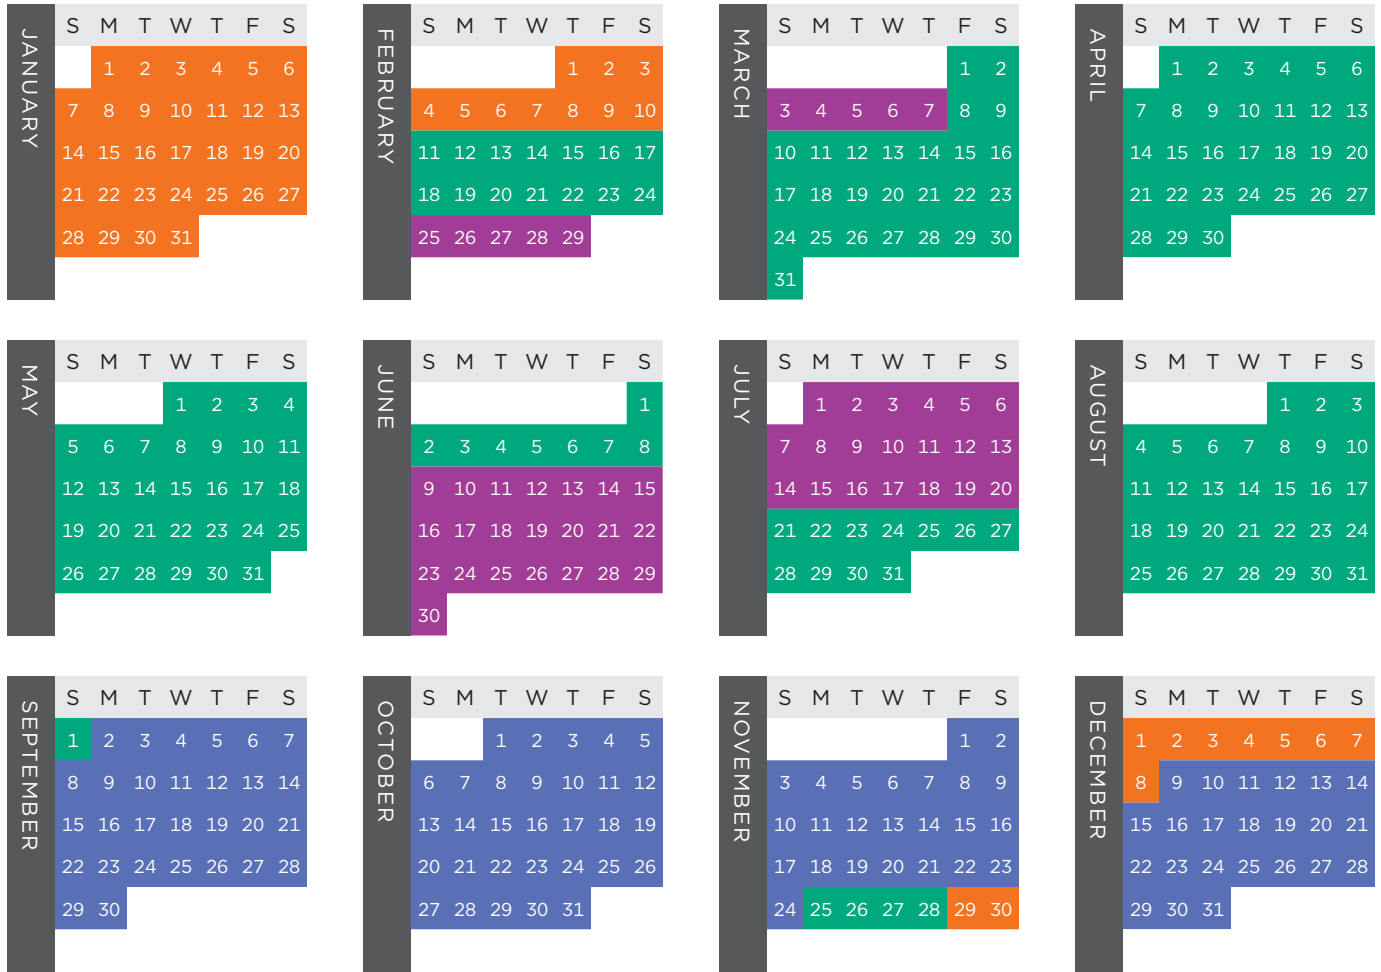 JANUARY
S M T W T F S
1 2 3 4 5 6
7 8 9 10 11 12 13
14 15 16 17 18 19 20
21 22 23 24 25 26 27
28 29 30 31
FEBRUARY
S M T W T F S
1 2 3
4 5 6 7 8 9 10
11 12 13 14 15 16 17
18 19 20 21 22 23 24
25 26 27 28 29
MARCH
S M T W T F S
1 2
3 4 5 6 7 8 9
10 11 12 13 14 15 16
17 18 19 20 21 22 23
24 25 26 27 28 29 30
31
APRIL
S M T W T F S
1 2 3 4 5 6
7 8 9 10 11 12 13
14 15 16 17 18 19 20
21 22 23 24 25 26 27
28 29 30
MAY
S M T W T F S
1 2 3 4
5 6 7 8 9 10 11
12 13 14 15 16 17 18
19 20 21 22 23 24 25
26 27 28 29 30 31
JUNE
S M T W T F S
1
2 3 4 5 6 7 8
9 10 11 12 13 14 15
16 17 18 19 20 21 22
23 24 25 26 27 28 29
30
JULY
S M T W T F S
1 2 3 4 5 6
7 8 9 10 11 12 13
14 15 16 17 18 19 20
21 22 23 24 25 26 27
28 29 30 31
AUGUST
S M T W T F S
1 2 3
4 5 6 7 8 9 10
11 12 13 14 15 16 17
18 19 20 21 22 23 24
25 26 27 28 29 30 31
SEPTEMBER
S M T W T F S
1 2 3 4 5 6 7
8 9 10 11 12 13 14
15 16 17 18 19 20 21
22 23 24 25 26 27 28
29 30
OCTOBER
S M T W T F S
1 2 3 4 5
6 7 8 9 10 11 12
13 14 15 16 17 18 19
20 21 22 23 24 25 26
27 28 29 30 31
NOVEMBER
S M T W T F S
1 2
3 4 5 6 7 8 9
10 11 12 13 14 15 16
17 18 19 20 21 22 23
24 25 26 27 28 29 30
DECEMBER
S M T W T F S
1 2 3 4 5 6 7
8 9 10 11 12 13 14
15 16 17 18 19 20 21
22 23 24 25 26 27 28
29 30 31